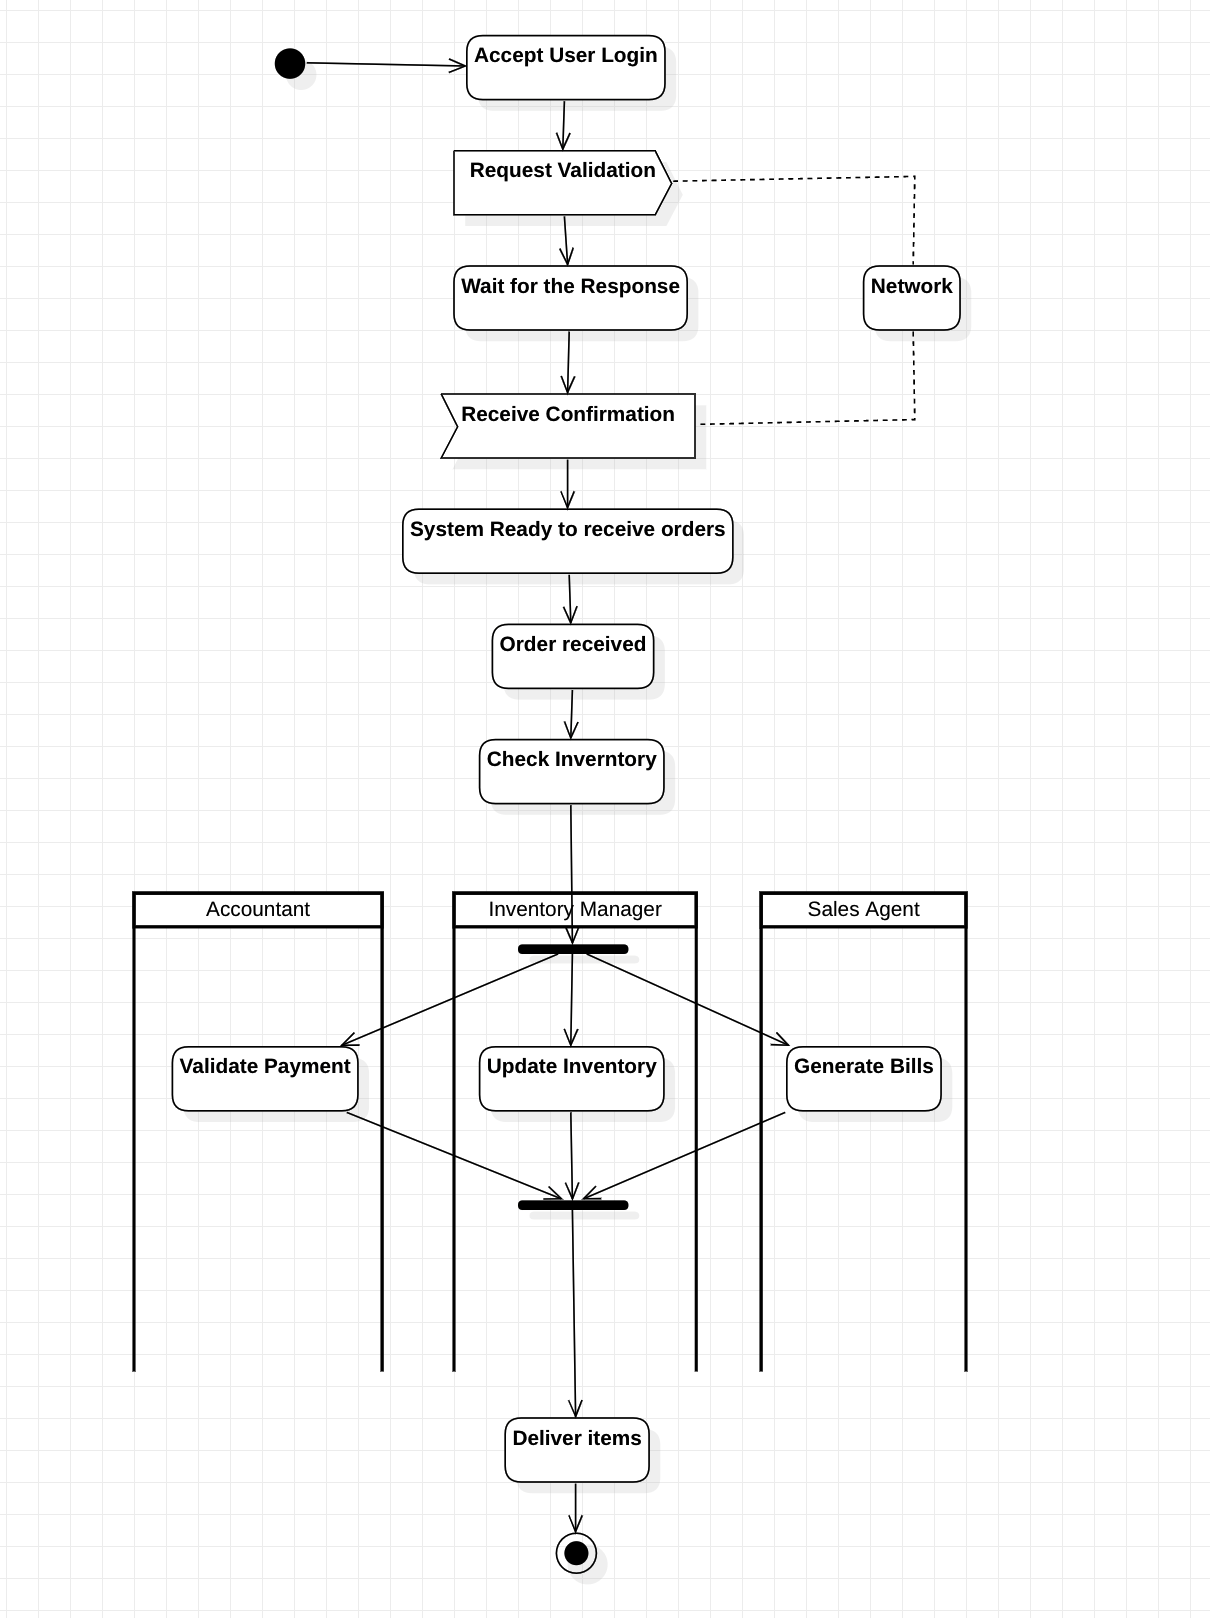 Accept User Login
Request Validation
Wait for the Response
Network
Receive Confirmation
System Ready to receive orders
Order received
Check Inverntory
Accountant
Inventory Manager
Sales Agent
Validate Payment
Update Inventory
Generate Bills
Deliver items